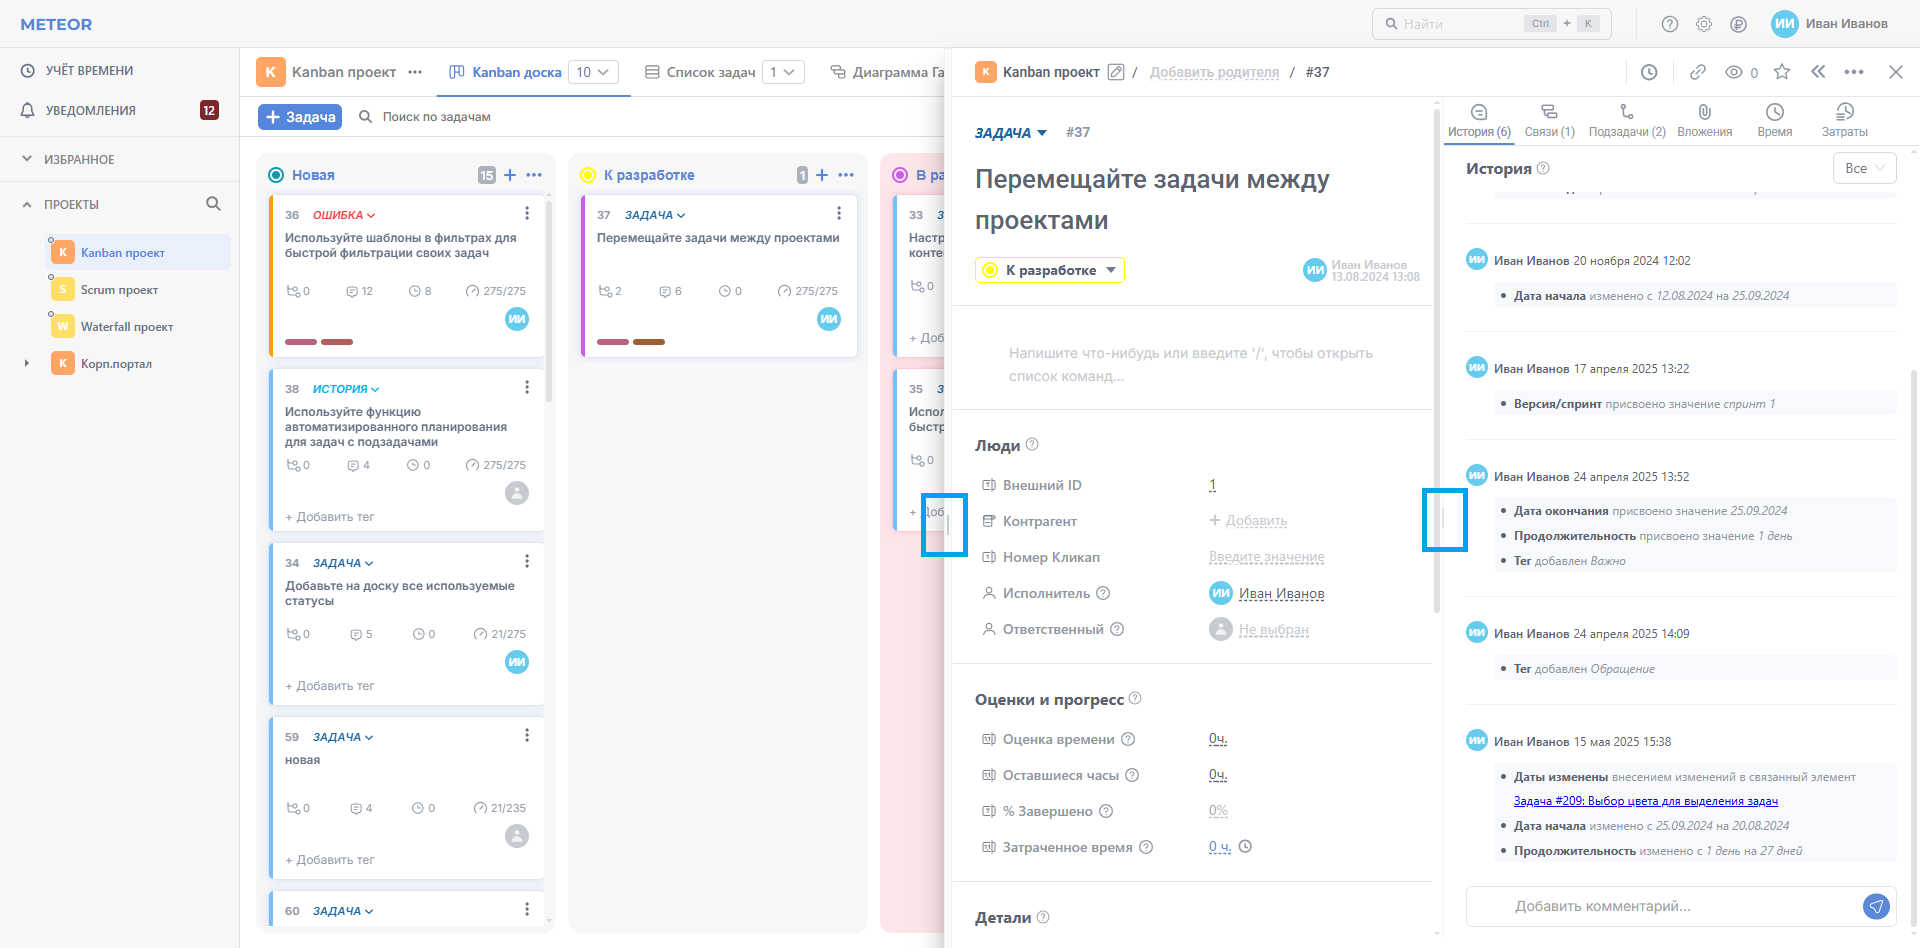 METEOR
Найти
Ctrl + K
ИИ Иван Иванов
УЧЁТ ВРЕМЕНИ
УВЕДОМЛЕНИЯ 12
ИЗБРАННОЕ
ПРОЕКТЫ
K Kanban проект
S Scrum проект
W Waterfall проект
К Корп.портал
K Kanban проект
Kanban доска 10
Список задач 1
Диаграмма Га
+ Задача
Поиск по задачам
Новая 15
36 ОШИБКА
Используйте шаблоны в фильтрах для
быстрой фильтрации своих задач
0 12 8 275/275
ИИ
38 ИСТОРИЯ
Используйте функцию
автоматизированного планирования
для задач с подзадачами
0 4 0 275/275
+ Добавить тег
34 ЗАДАЧА
Добавьте на доску все используемые
статусы
0 5 0 21/275
ИИ
+ Добавить тег
59 ЗАДАЧА
новая
0 4 0 21/235
+ Добавить тег
60 ЗАДАЧА
К разработке 1
37 ЗАДАЧА
Перемещайте задачи между проектами
2 6 0 275/275
ИИ
В ра
33 З
Настр
конте
0
+ Доб
35 З
Испол
быстр
0
+ Доб
K Kanban проект / Добавить родителя / #37
0
ЗАДАЧА #37
Перемещайте задачи между
проектами
К разработке
ИИ Иван Иванов
13.08.2024 13:08
Напишите что-нибудь или введите '/', чтобы открыть
список команд...
Люди
Внешний ID 1
Контрагент + Добавить
Номер Кликап Введите значение
Исполнитель ИИ Иван Иванов
Ответственный Не выбран
Оценки и прогресс
Оценка времени 0ч.
Оставшиеся часы 0ч.
% Завершено 0%
Затраченное время 0 ч.
Детали
История (6)
Связи (1)
Подзадачи (2)
Вложения
Время
Затраты
История
Все
ИИ Иван Иванов 20 ноября 2024 12:02
• Дата начала изменено с 12.08.2024 на 25.09.2024
ИИ Иван Иванов 17 апреля 2025 13:22
• Версия/спринт присвоено значение спринт 1
ИИ Иван Иванов 24 апреля 2025 13:52
• Дата окончания присвоено значение 25.09.2024
• Продолжительность присвоено значение 1 день
• Тег добавлен Важно
ИИ Иван Иванов 24 апреля 2025 14:09
• Тег добавлен Обращение
ИИ Иван Иванов 15 мая 2025 15:38
• Даты изменены внесением изменений в связанный элемент
Задача #209: Выбор цвета для выделения задач
• Дата начала изменено с 25.09.2024 на 20.08.2024
• Продолжительность изменено с 1 день на 27 дней
Добавить комментарий...